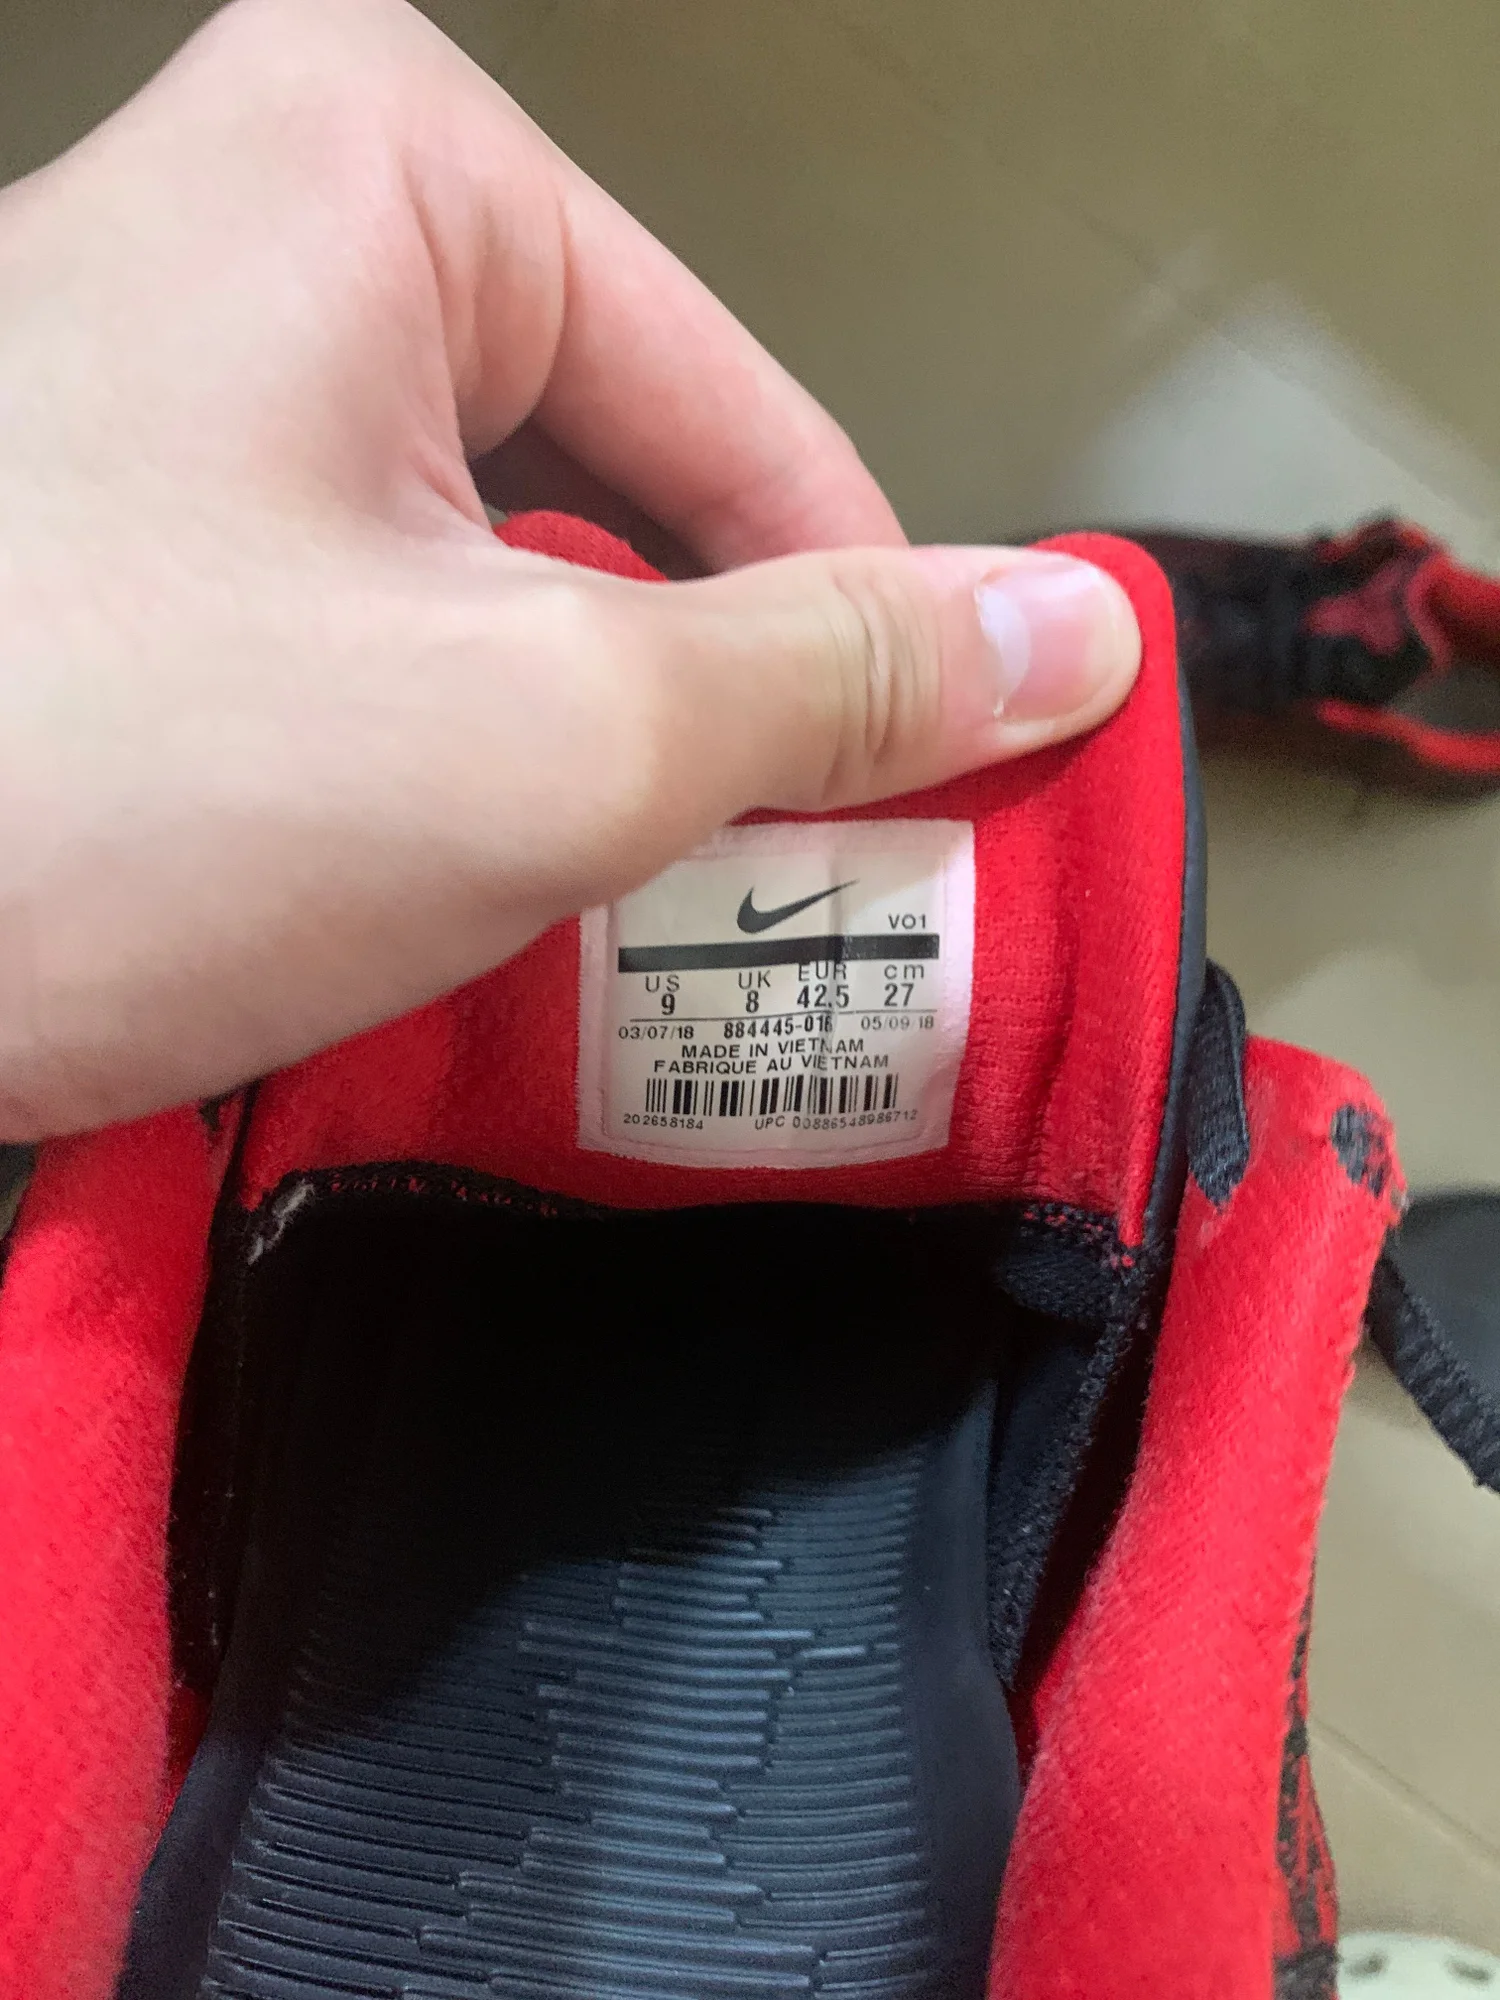 VO1
US UK EUR cm
9 8 42.5 27
03/07/18 884445-016 05/09/18
MADE IN VIETNAM
FABRIQUE AU VIETNAM
202658184 UPC 00886548986712